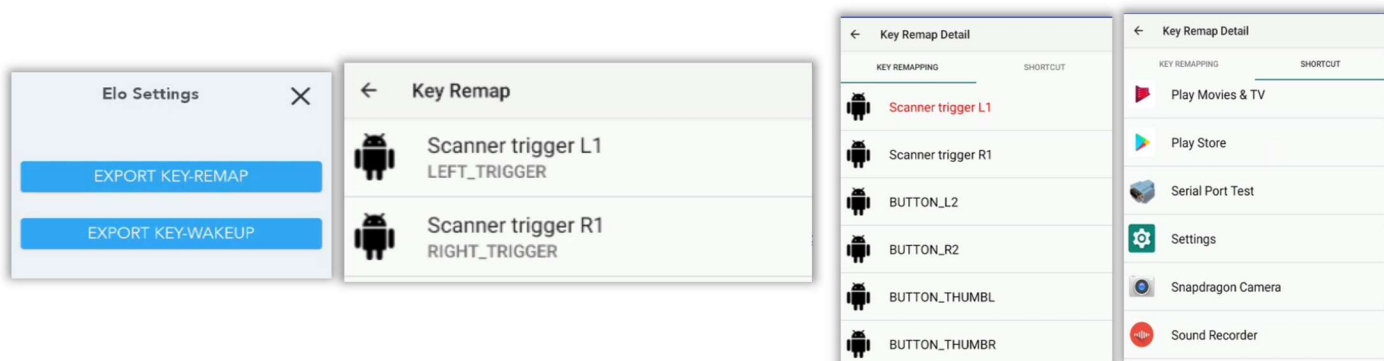 Elo Settings
EXPORT KEY-REMAP
EXPORT KEY-WAKEUP
Key Remap
Scanner trigger L1
LEFT_TRIGGER
Scanner trigger R1
RIGHT_TRIGGER
Key Remap Detail
KEY REMAPPING SHORTCUT
Scanner trigger L1
Scanner trigger R1
BUTTON_L2
BUTTON_R2
BUTTON_THUMBL
BUTTON_THUMBR
Key Remap Detail
KEY REMAPPING SHORTCUT
Play Movies & TV
Play Store
Serial Port Test
Settings
Snapdragon Camera
Sound Recorder